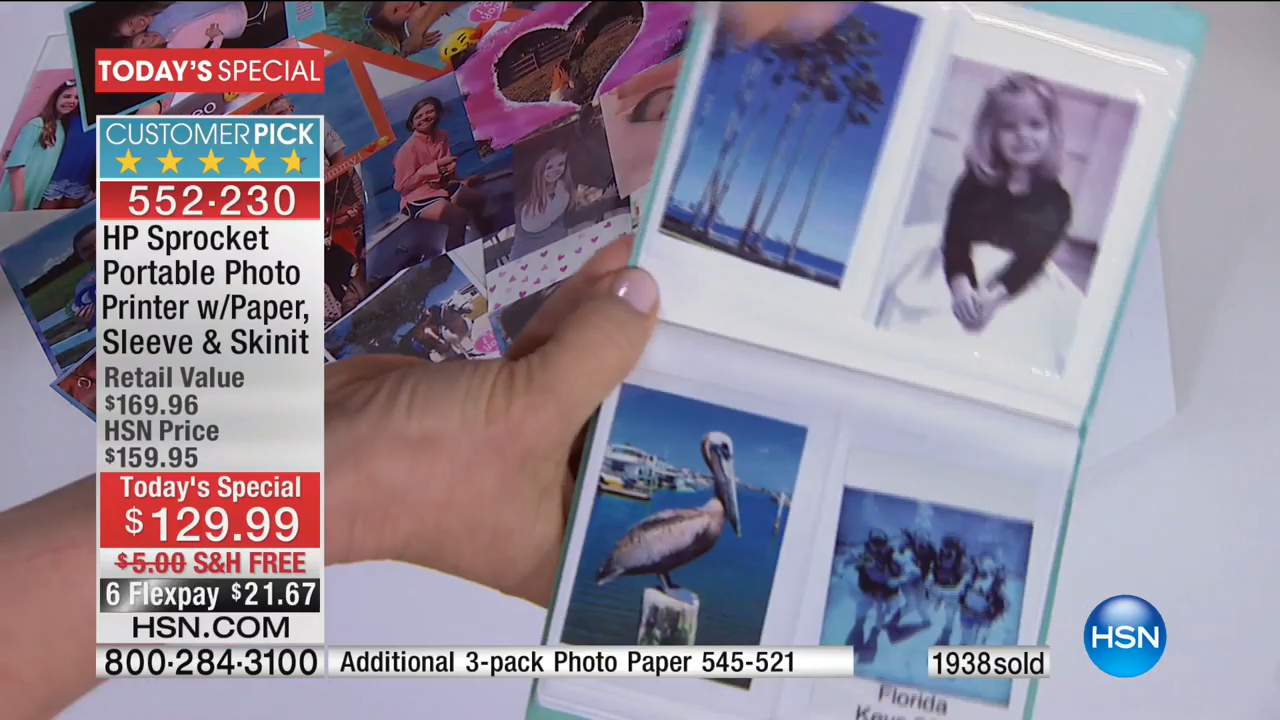 TODAY'S SPECIAL
CUSTOMER PICK
552-230
HP Sprocket
Portable Photo
Printer w/Paper,
Sleeve & Skinit
Retail Value
$169.96
HSN Price
$159.95
Today's Special
$129.99
$5.00 S&H FREE
6 Flexpay $21.67
HSN.COM
800-284-3100
Additional 3-pack Photo Paper 545-521
1938sold
HSN
Florida